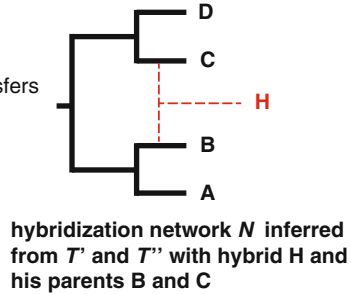 D
C
sfers
H
B
A
hybridization network N inferred
from T’ and T’’ with hybrid H and
his parents B and C